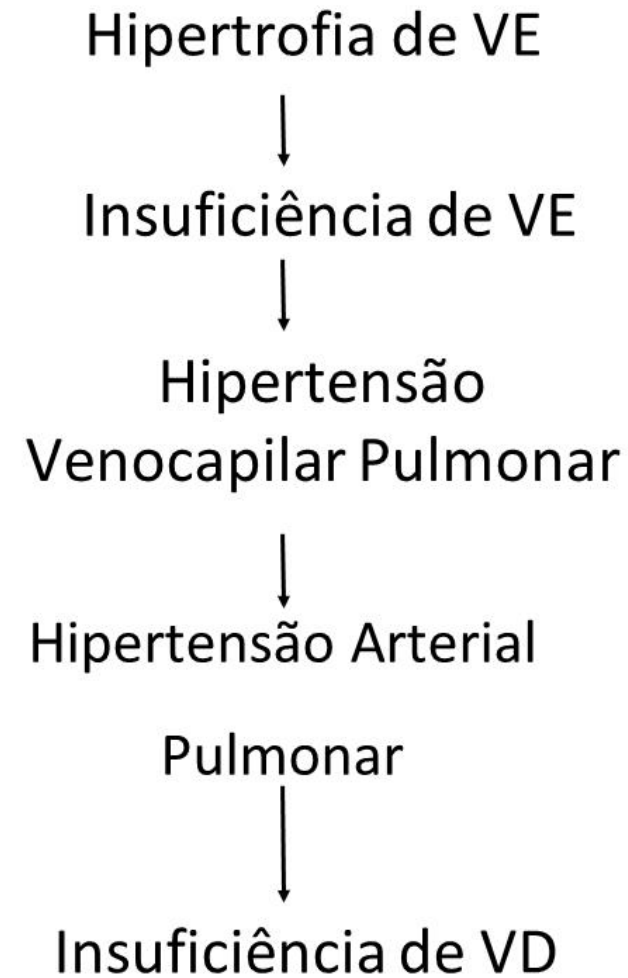 Hipertrofia de VE
Insuficiência de VE
Hipertensão
Venocapilar Pulmonar
Hipertensão Arterial
Pulmonar
Insuficiência de VD